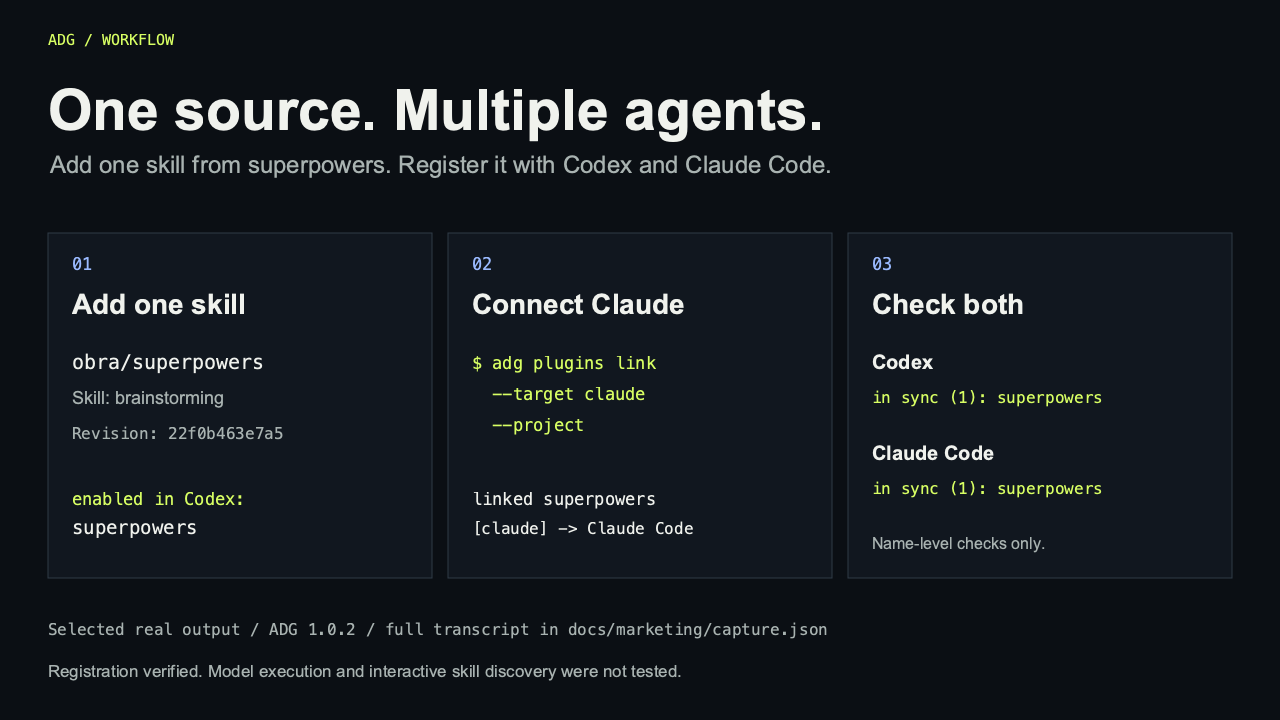 ADG / WORKFLOW
One source. Multiple agents.
Add one skill from superpowers. Register it with Codex and Claude Code.
01
Add one skill
obra/superpowers
Skill: brainstorming
Revision: 22f0b463e7a5
enabled in Codex:
superpowers
02
Connect Claude
$ adg plugins link
--target claude
--project
linked superpowers
[claude] -> Claude Code
03
Check both
Codex
in sync (1): superpowers
Claude Code
in sync (1): superpowers
Name-level checks only.
Selected real output / ADG 1.0.2 / full transcript in docs/marketing/capture.json
Registration verified. Model execution and interactive skill discovery were not tested.